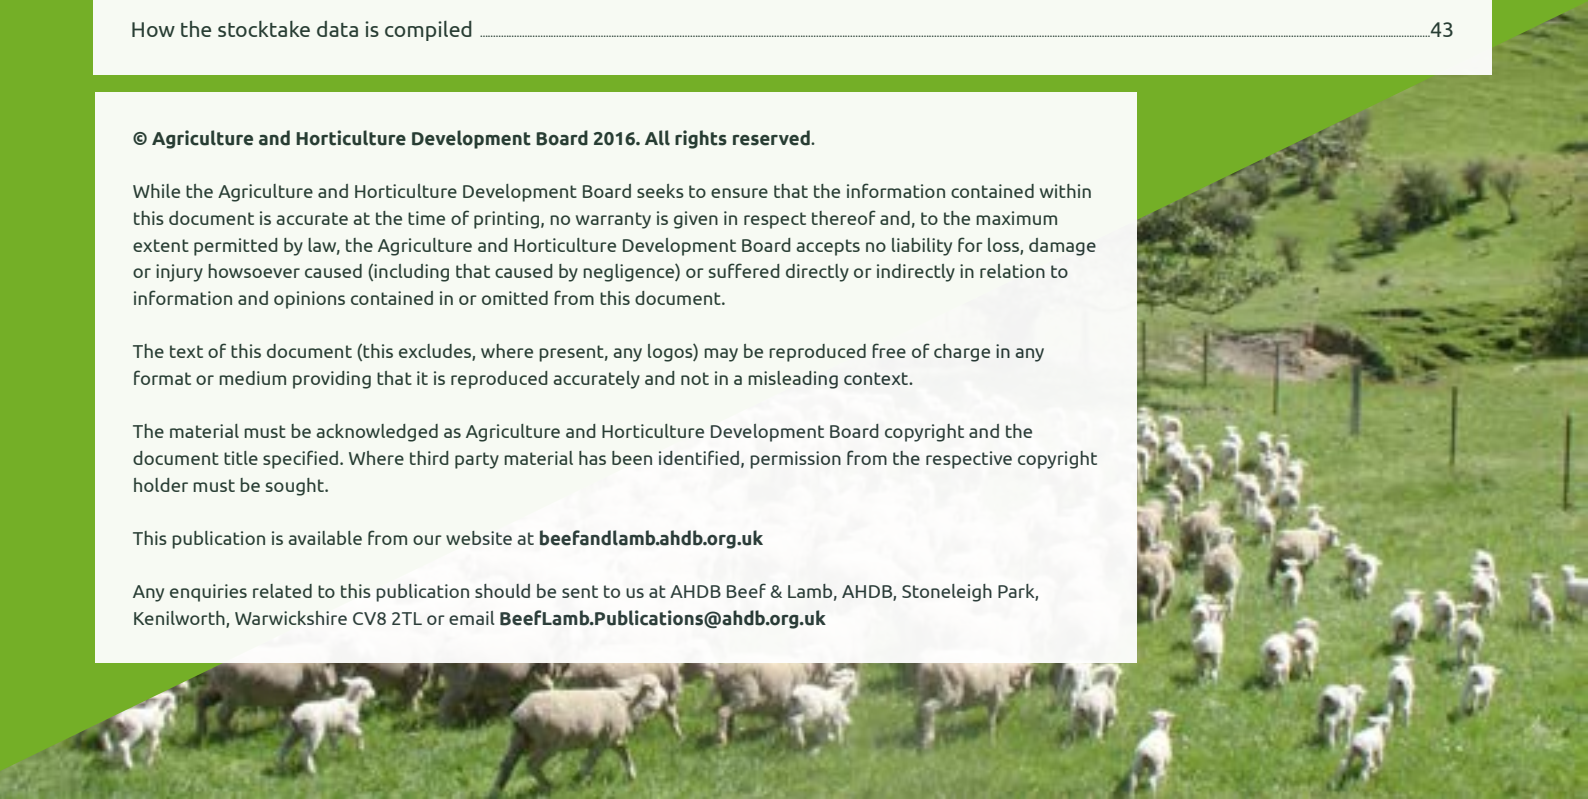 How the stocktake data is compiled 43
© Agriculture and Horticulture Development Board 2016. All rights reserved.
While the Agriculture and Horticulture Development Board seeks to ensure that the information contained within
this document is accurate at the time of printing, no warranty is given in respect thereof and, to the maximum
extent permitted by law, the Agriculture and Horticulture Development Board accepts no liability for loss, damage
or injury howsoever caused (including that caused by negligence) or suffered directly or indirectly in relation to
information and opinions contained in or omitted from this document.
The text of this document (this excludes, where present, any logos) may be reproduced free of charge in any
format or medium providing that it is reproduced accurately and not in a misleading context.
The material must be acknowledged as Agriculture and Horticulture Development Board copyright and the
document title specified. Where third party material has been identified, permission from the respective copyright
holder must be sought.
This publication is available from our website at beefandlamb.ahdb.org.uk
Any enquiries related to this publication should be sent to us at AHDB Beef & Lamb, AHDB, Stoneleigh Park,
Kenilworth, Warwickshire CV8 2TL or email BeefLamb.Publications@ahdb.org.uk